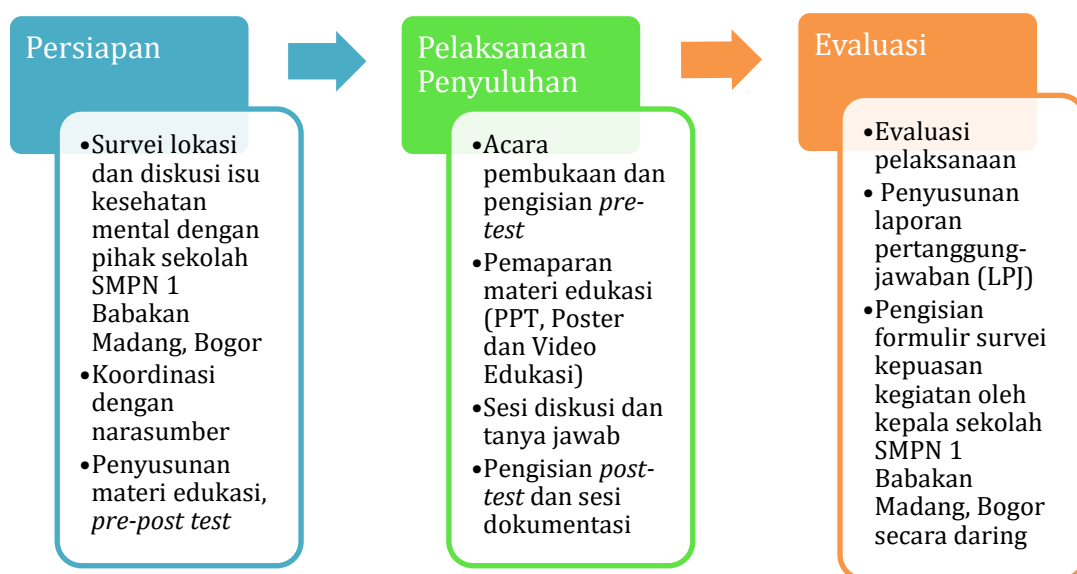 Persiapan
•Survei lokasi
dan diskusi isu
kesehatan
mental dengan
pihak sekolah
SMPN 1
Babakan
Madang, Bogor
•Koordinasi
dengan
narasumber
•Penyusunan
materi edukasi,
pre-post test
Pelaksanaan
Penyuluhan
•Acara
pembukaan dan
pengisian pre-
test
•Pemaparan
materi edukasi
(PPT, Poster
dan Video
Edukasi)
•Sesi diskusi dan
tanya jawab
•Pengisian post-
test dan sesi
dokumentasi
Evaluasi
•Evaluasi
pelaksanaan
• Penyusunan
laporan
pertanggung-
jawaban (LPJ)
•Pengisian
formulir survei
kepuasan
kegiatan oleh
kepala sekolah
SMPN 1
Babakan
Madang, Bogor
secara daring